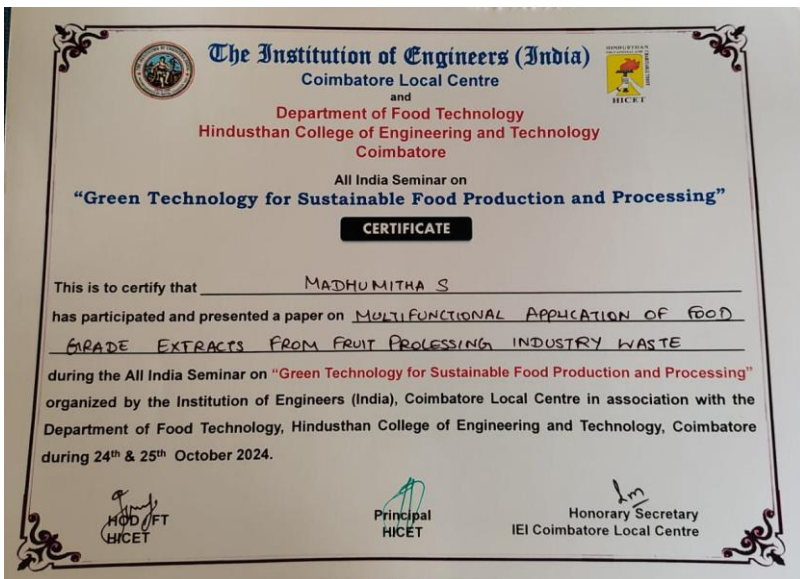 The Institution of Engineers (India)
Coimbatore Local Centre
and
Department of Food Technology
Hindusthan College of Engineering and Technology
Coimbatore
HICET
All India Seminar on
“Green Technology for Sustainable Food Production and Processing”
CERTIFICATE
This is to certify that MADHUMITHA S
has participated and presented a paper on MULTIFUNCTIONAL APPLICATION OF FOOD
GRADE EXTRACTS FROM FRUIT PROCESSING INDUSTRY WASTE
during the All India Seminar on “Green Technology for Sustainable Food Production and Processing”
organized by the Institution of Engineers (India), Coimbatore Local Centre in association with the
Department of Food Technology, Hindusthan College of Engineering and Technology, Coimbatore
during 24th & 25th October 2024.
HOD FT
HICET
Principal
HICET
Honorary Secretary
IEI Coimbatore Local Centre